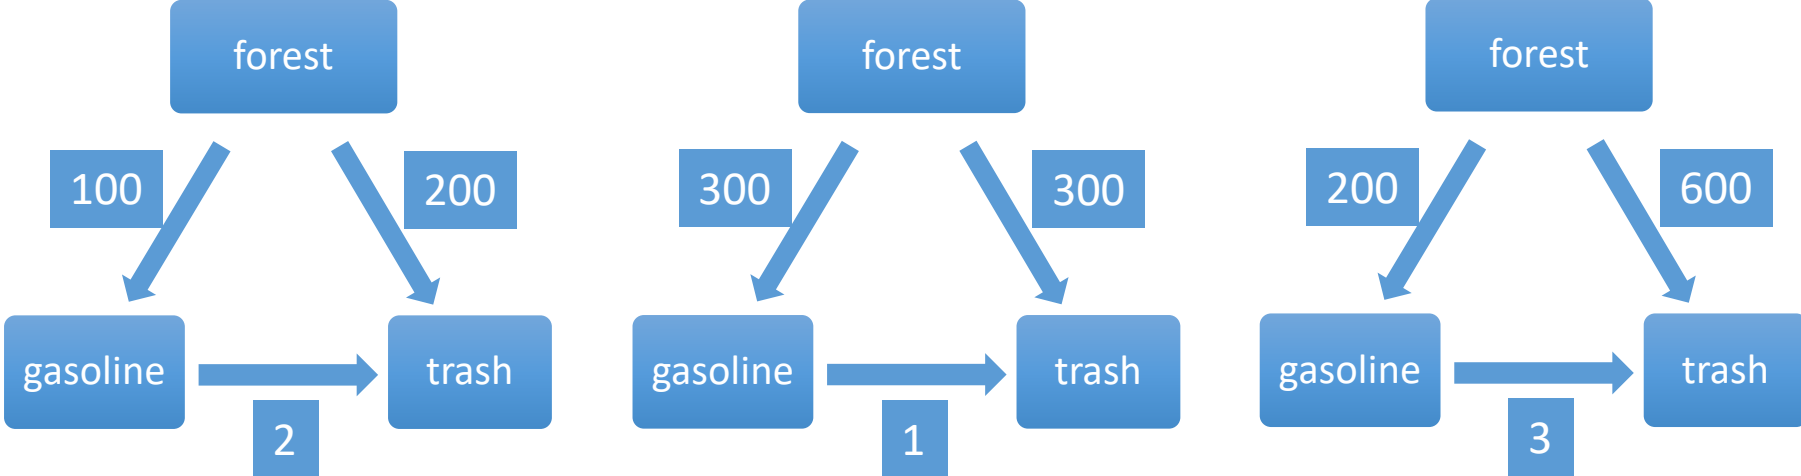 forest
100
200
gasoline
trash
2
forest
300
300
gasoline
trash
1
forest
200
600
gasoline
trash
3